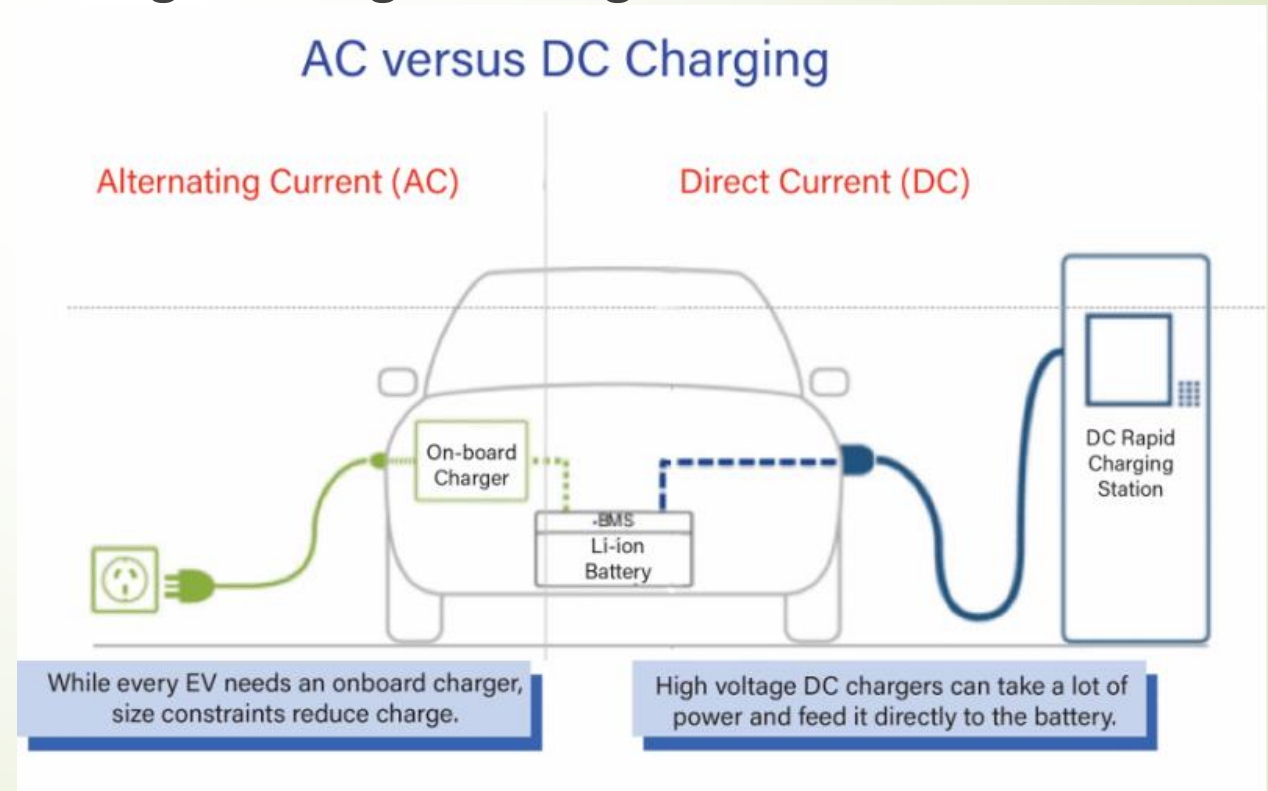 AC versus DC Charging
Alternating Current (AC)
Direct Current (DC)
On-board
Charger
-BMS
Li-ion
Battery
DC Rapid
Charging
Station
While every EV needs an onboard charger,
size constraints reduce charge.
High voltage DC chargers can take a lot of
power and feed it directly to the battery.